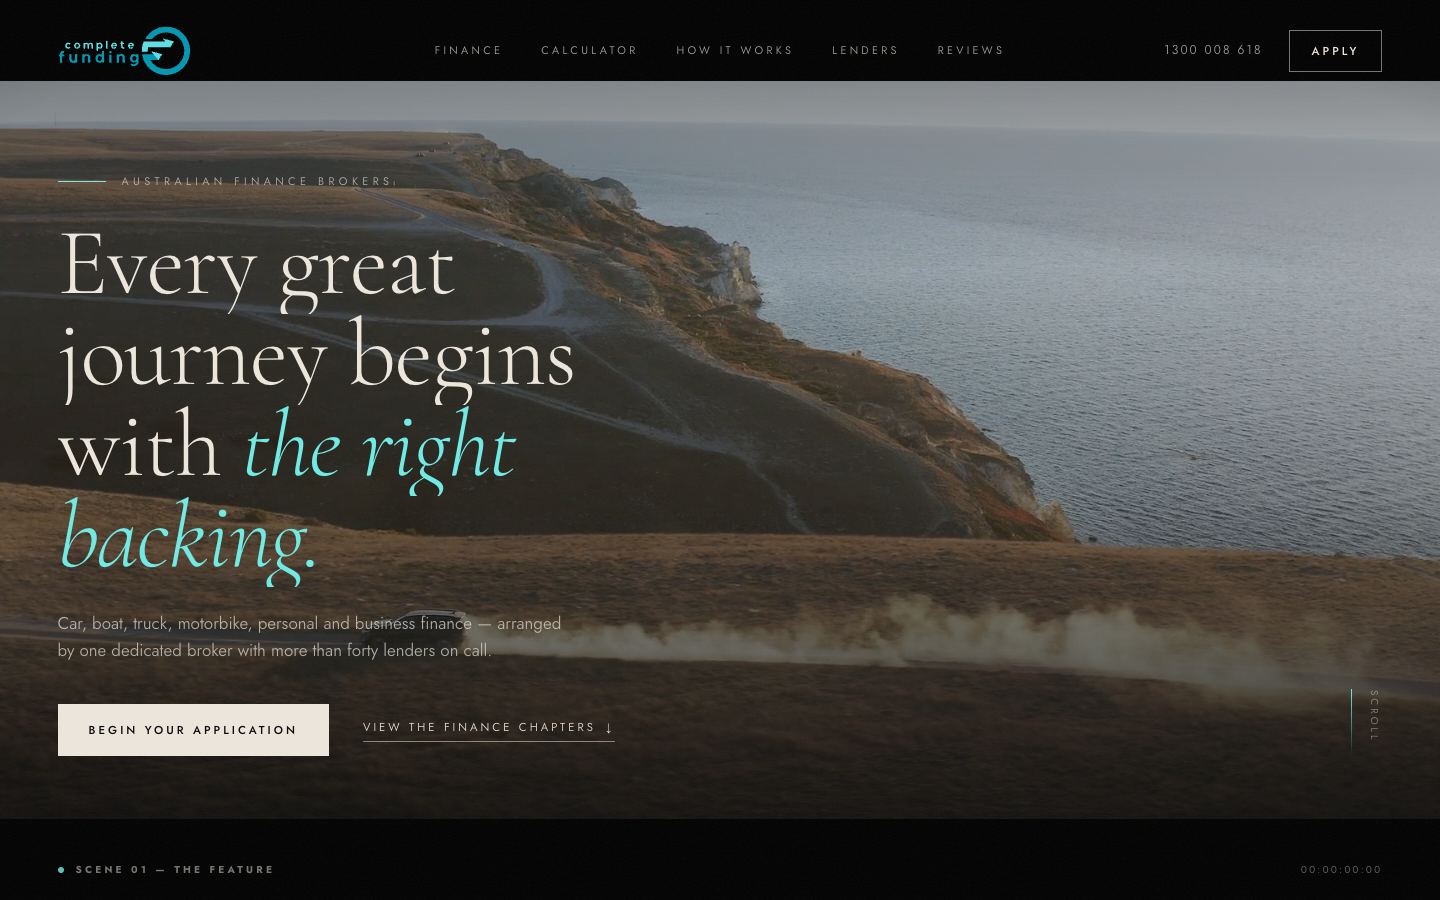 complete
funding
FINANCE CALCULATOR HOW IT WORKS LENDERS REVIEWS
1300 008 618
APPLY
AUSTRALIAN FINANCE BROKERS
Every great
journey begins
with the right
backing.
Car, boat, truck, motorbike, personal and business finance — arranged
by one dedicated broker with more than forty lenders on call.
BEGIN YOUR APPLICATION
VIEW THE FINANCE CHAPTERS ↓
SCROLL
SCENE 01 — THE FEATURE
00:00:00:00